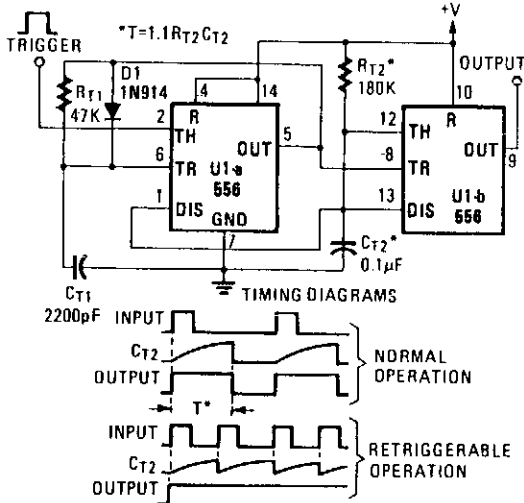 *T=1.1RT2CT2
TRIGGER
D1
1N914
RT1
47K
+V
RT2*
180K
OUTPUT
4
14
R
2
TH
6
TR
OUT
5
1
DIS
U1-a
556
GND
7
10
R
12
TH
-8
TR
OUT
9
13
DIS
U1-b
556
CT1
2200pF
CT2*
0.1µF
TIMING DIAGRAMS
INPUT
CT2
OUTPUT
T*
NORMAL
OPERATION
INPUT
CT2
OUTPUT
RETRIGGERABLE
OPERATION